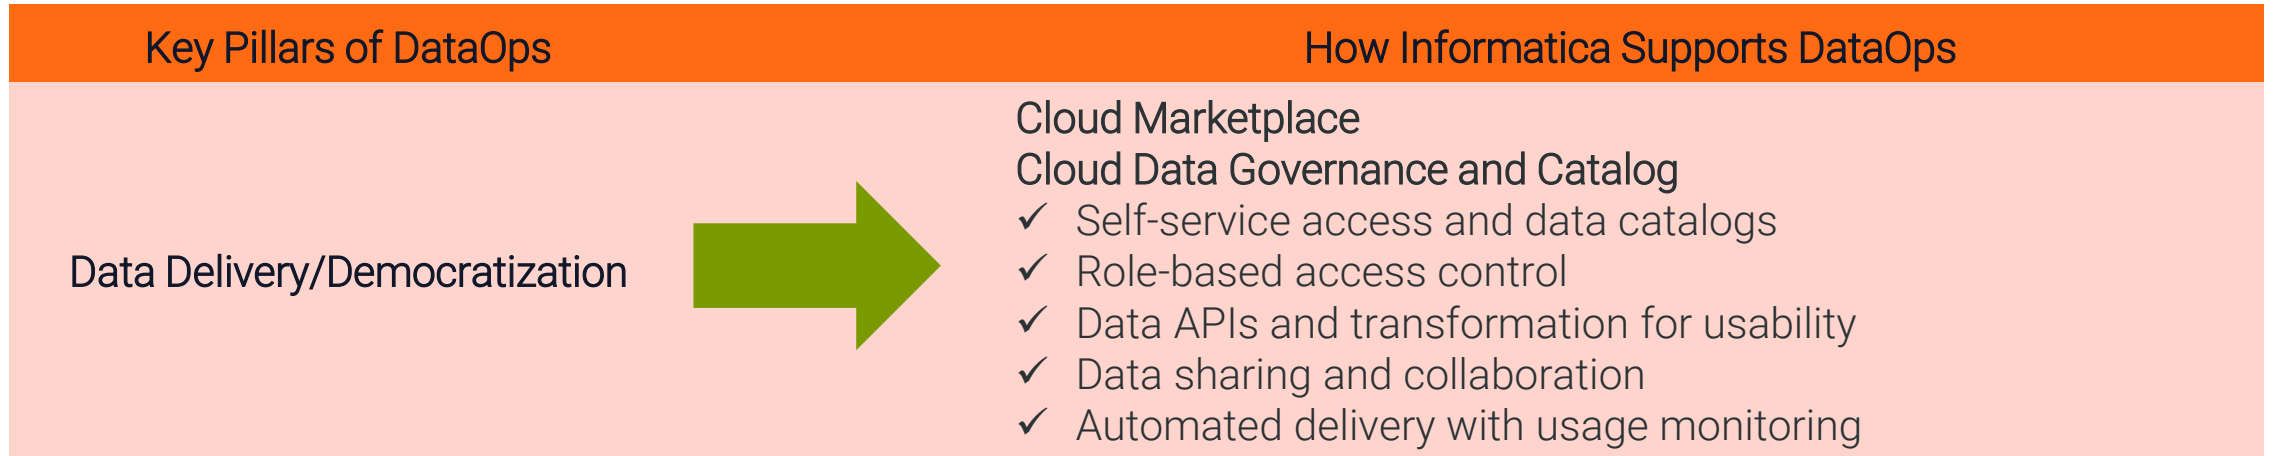 Key Pillars of DataOps
How Informatica Supports DataOps
Data Delivery/Democratization
Cloud Marketplace
Cloud Data Governance and Catalog
✓ Self-service access and data catalogs
✓ Role-based access control
✓ Data APIs and transformation for usability
✓ Data sharing and collaboration
✓ Automated delivery with usage monitoring